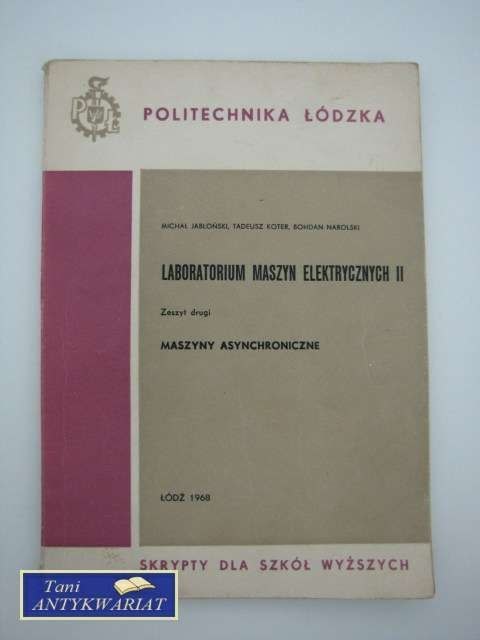 P Ł
POLITECHNIKA ŁÓDZKA
MICHAŁ JABŁOŃSKI, TADEUSZ KOTER, BOHDAN NAROLSKI
LABORATORIUM MASZYN ELEKTRYCZNYCH II
Zeszyt drugi
MASZYNY ASYNCHRONICZNE
ŁÓDŹ 1968
SKRYPTY DLA SZKÓŁ WYŻSZYCH
Tani
ANTYKWARIAT